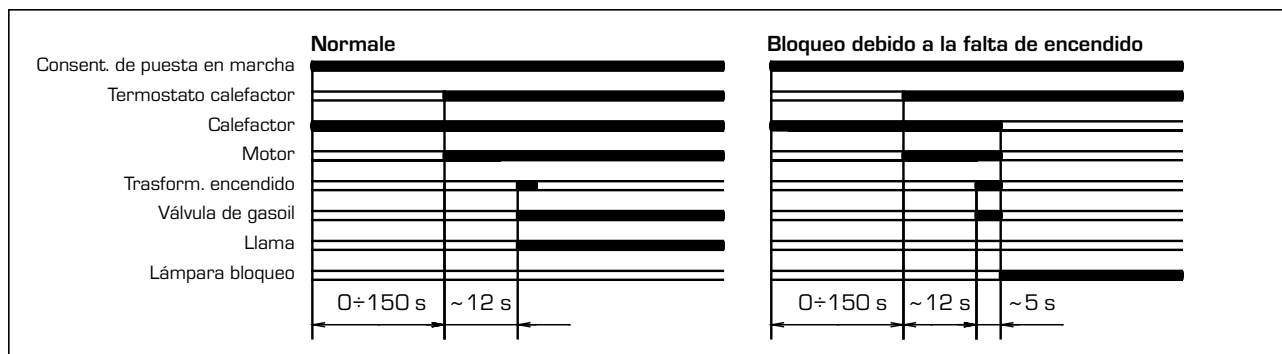 Normale
Bloqueo debido a la falta de encendido
Consent. de puesta en marcha
Termostato calefactor
Calefactor
Motor
Trasform. encendido
Válvula de gasoil
Llama
Lámpara bloqueo
0÷150 s
~12 s
0÷150 s
~12 s
~5 s